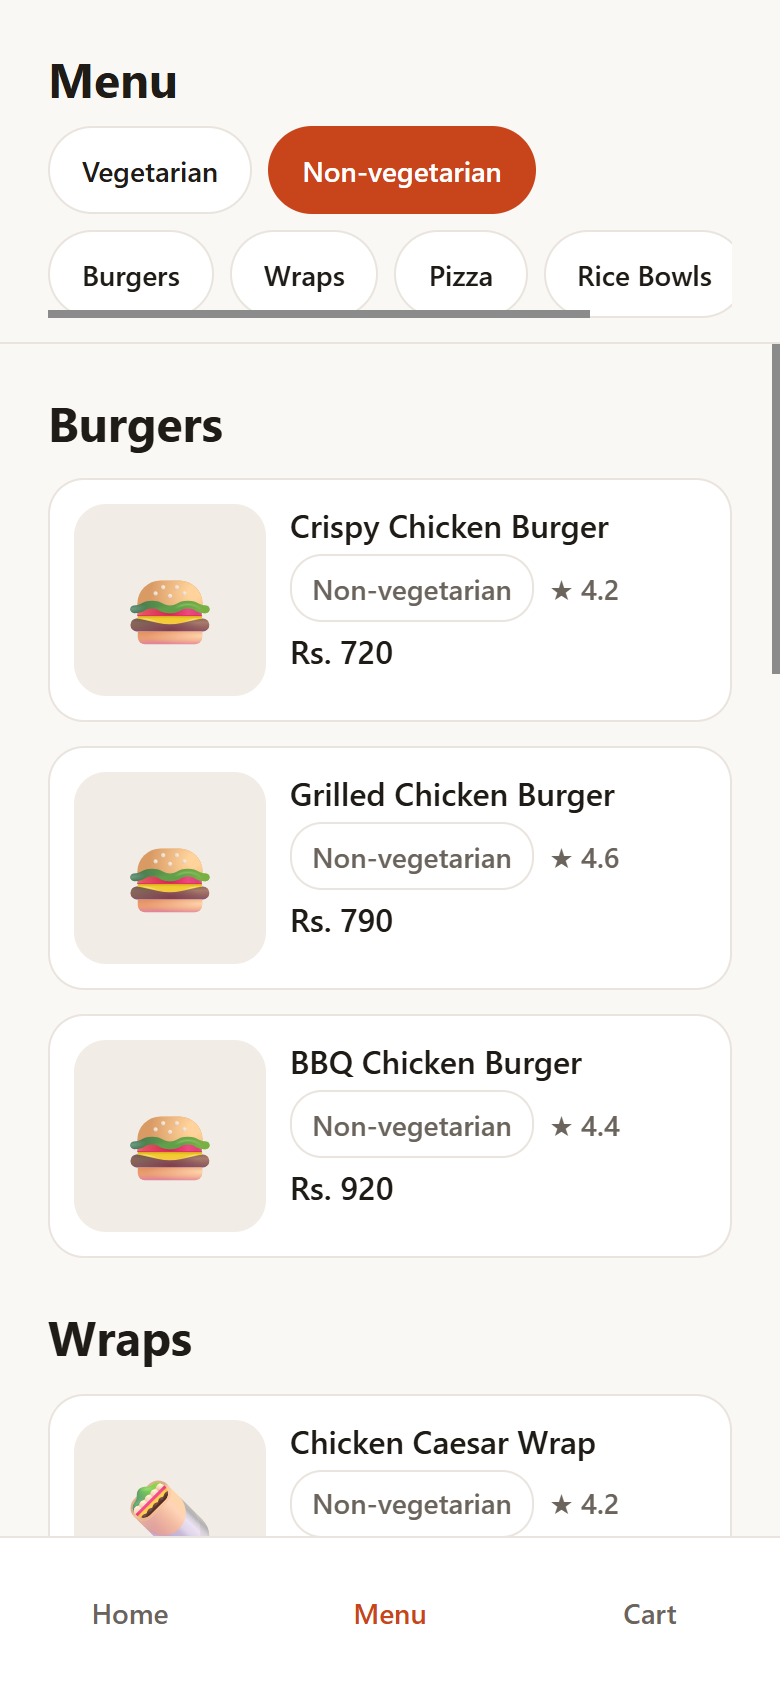 Menu
Vegetarian
Non-vegetarian
Burgers
Wraps
Pizza
Rice Bowls
Burgers
Crispy Chicken Burger
Non-vegetarian ★ 4.2
Rs. 720
Grilled Chicken Burger
Non-vegetarian ★ 4.6
Rs. 790
BBQ Chicken Burger
Non-vegetarian ★ 4.4
Rs. 920
Wraps
Chicken Caesar Wrap
Non-vegetarian ★ 4.2
Home
Menu
Cart